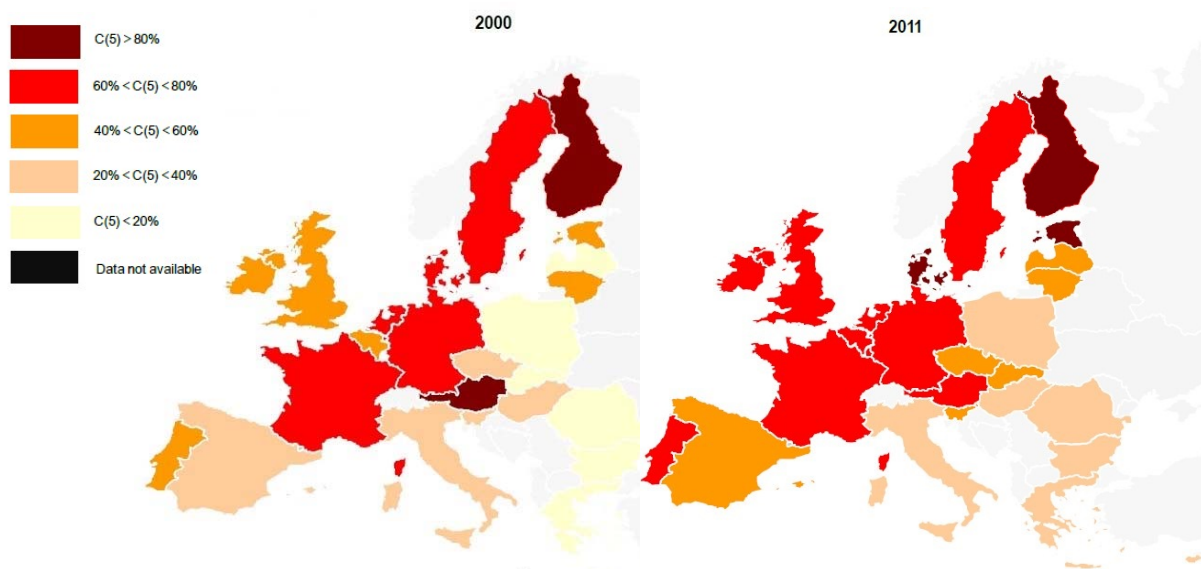 2000
2011
C(5) > 80%
60% < C(5) < 80%
40% < C(5) < 60%
20% < C(5) < 40%
C(5) < 20%
Data not available